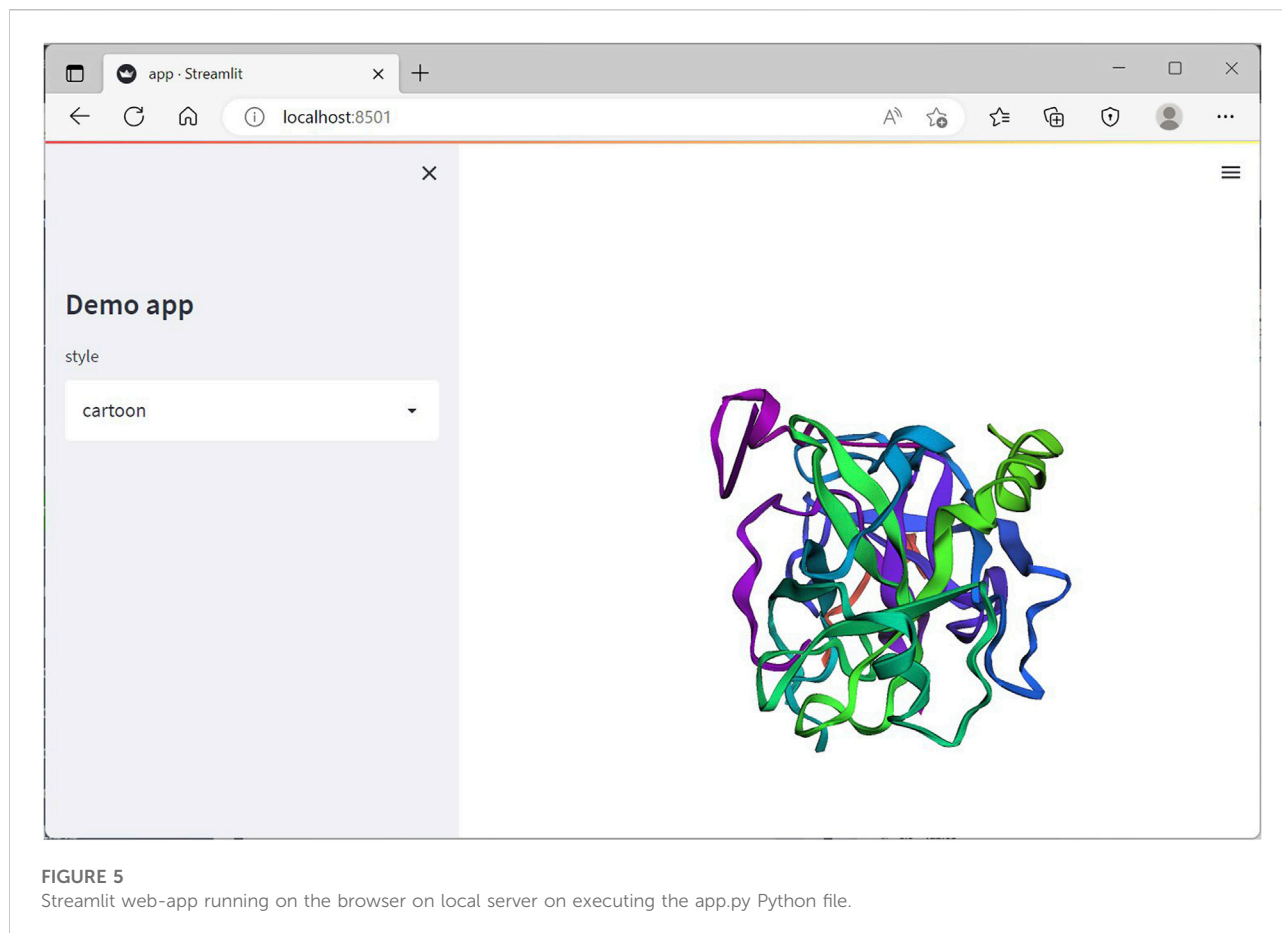 app · Streamlit
localhost:8501
Demo app
style
cartoon
FIGURE 5
Streamlit web-app running on the browser on local server on executing the app.py Python file.